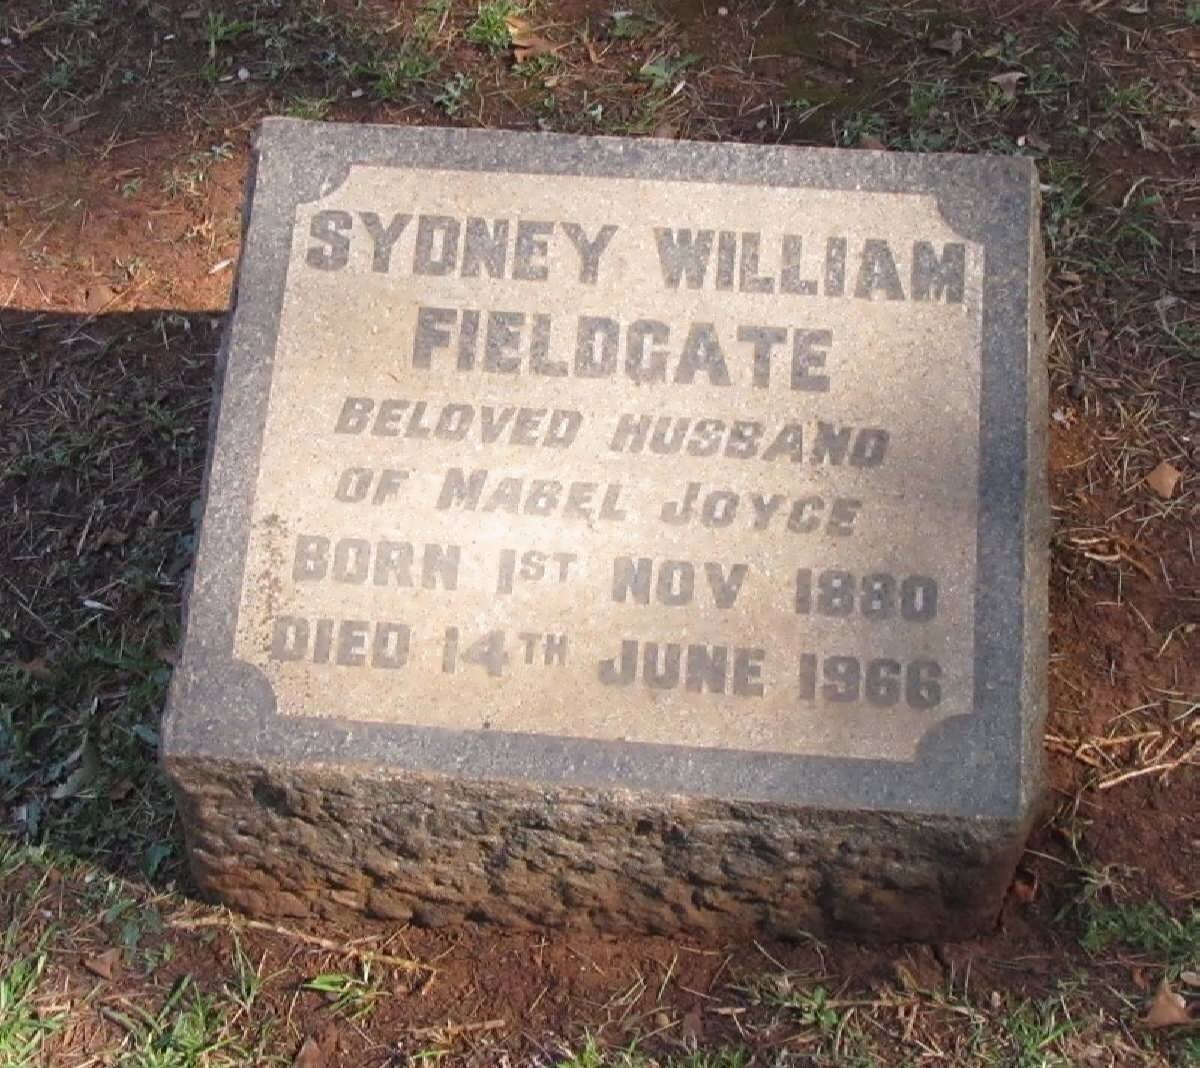 SYDNEY WILLIAM
FIELDGATE
BELOVED HUSBAND
OF MABEL JOYCE
BORN 1ST NOV 1880
DIED 14TH JUNE 1966